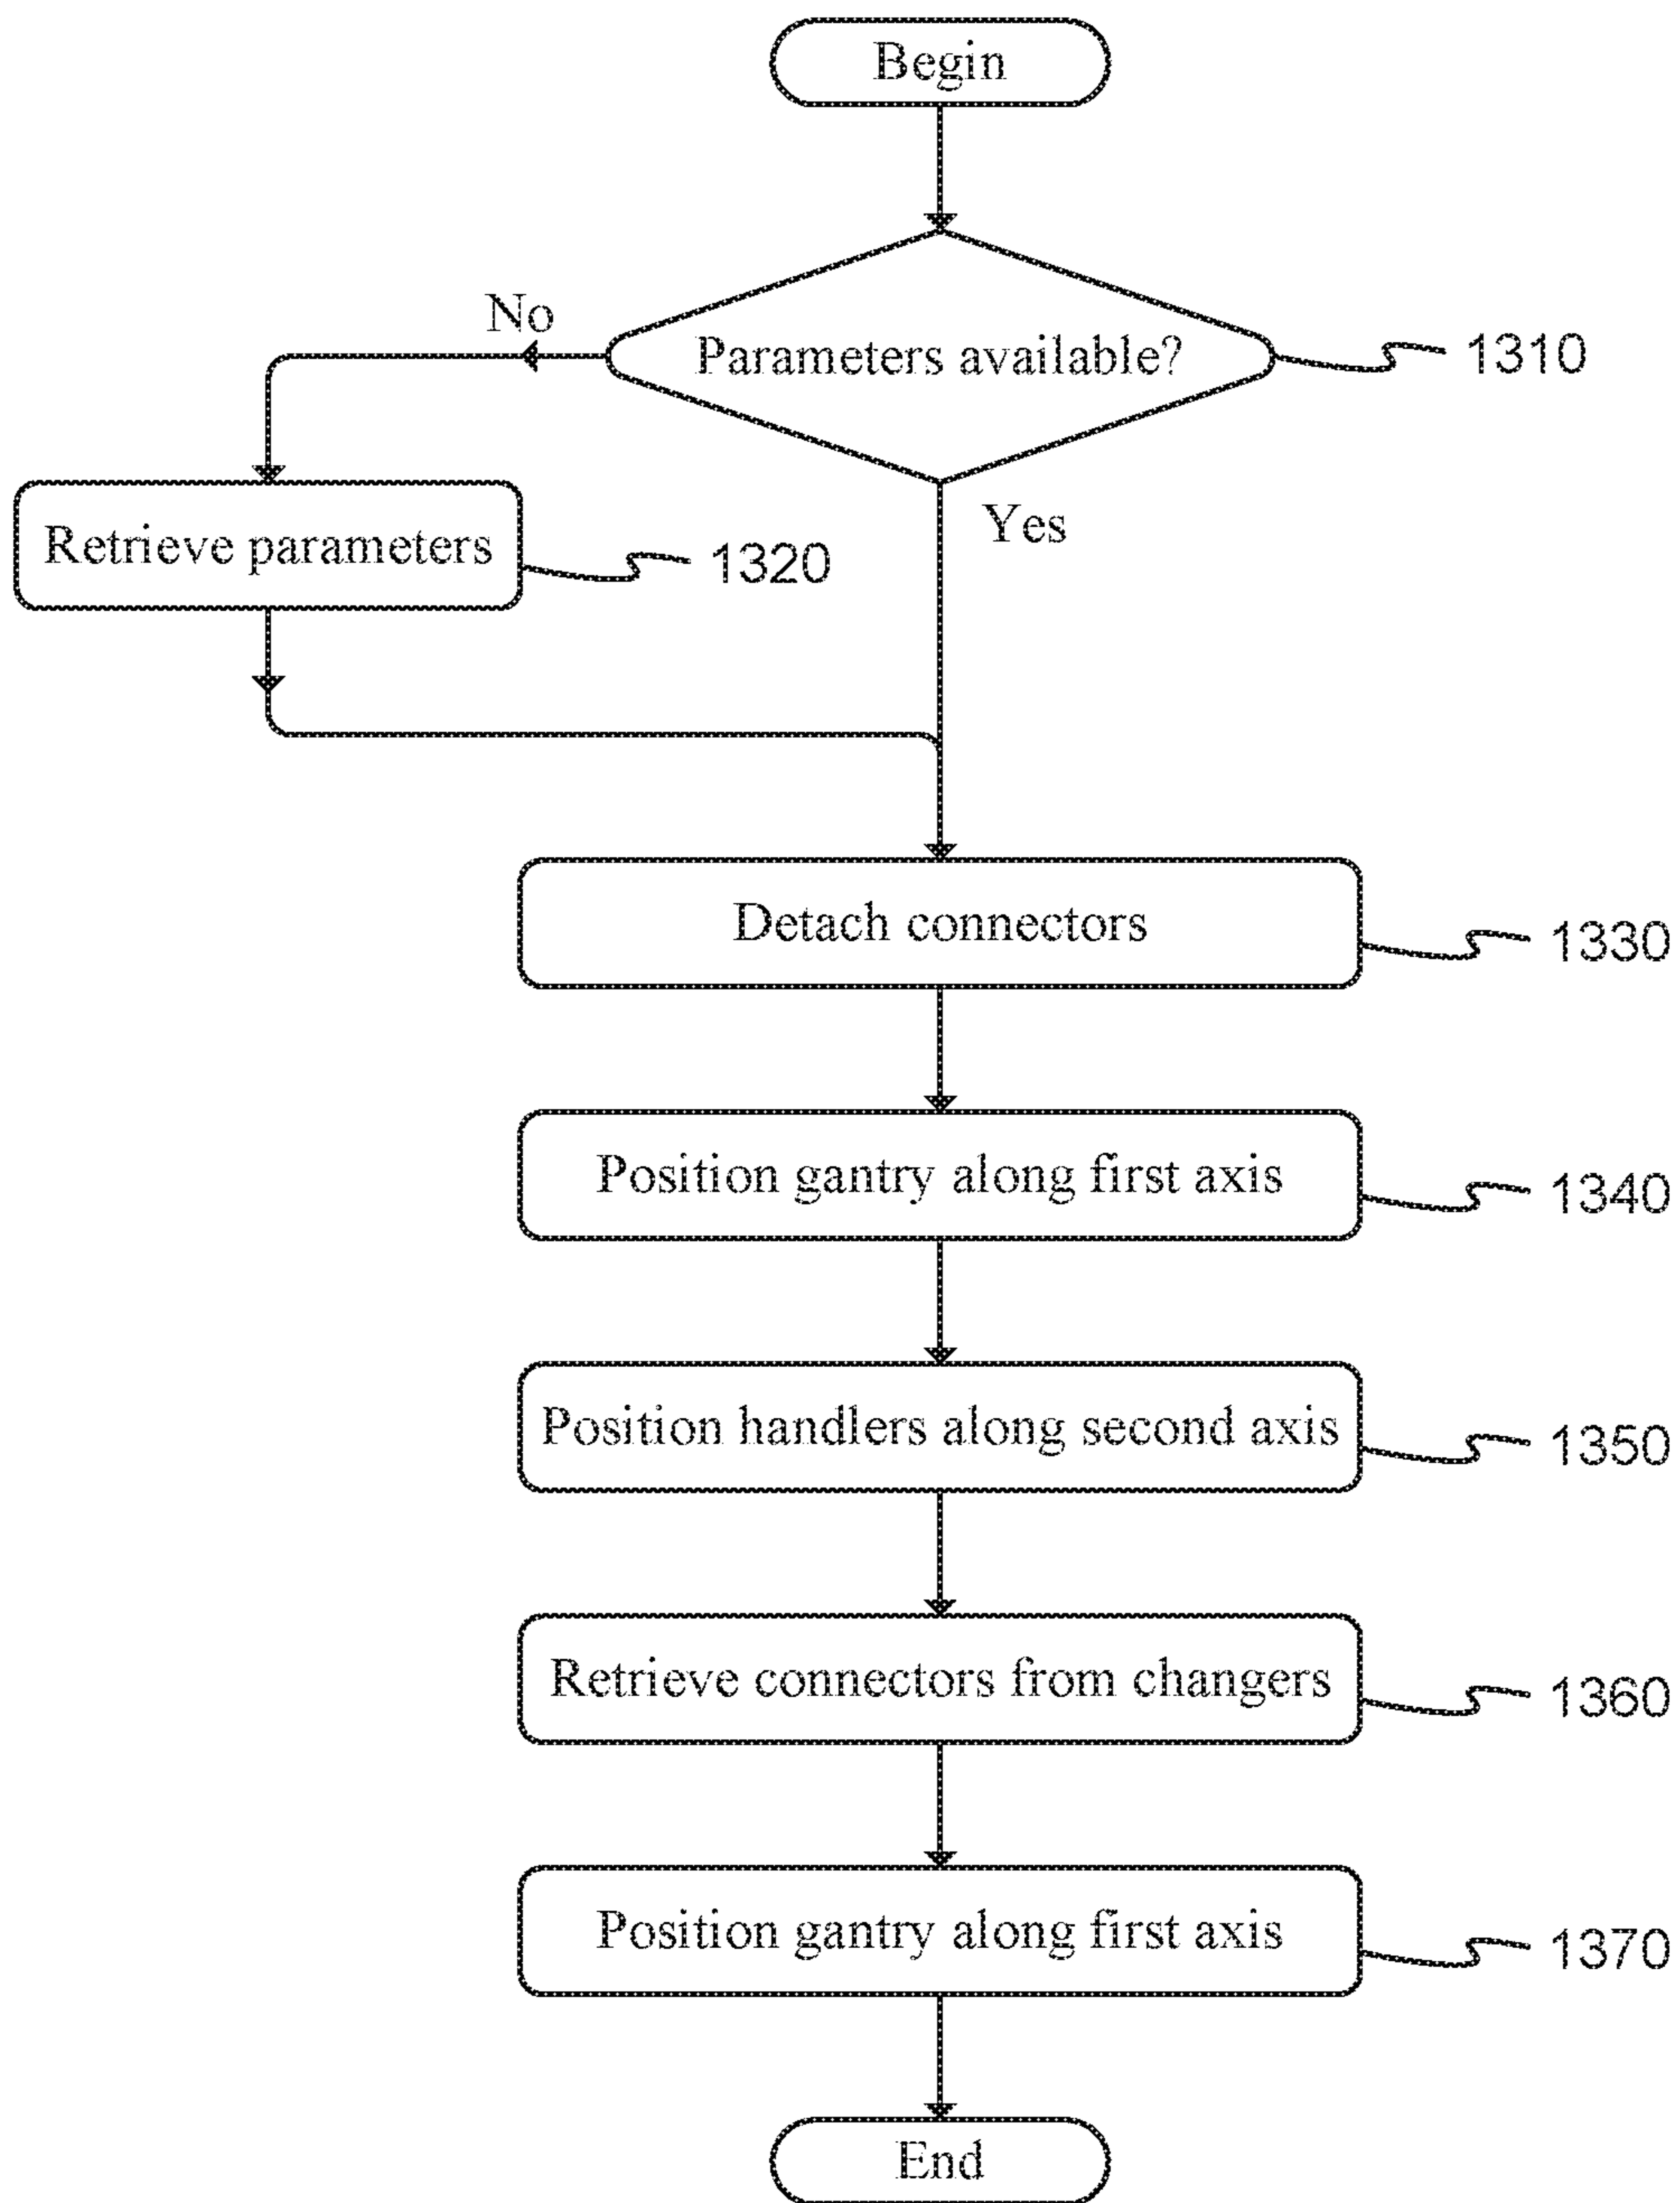 Begin
No
Parameters available?
1310
Yes
Retrieve parameters
1320
Detach connectors
1330
Position gantry along first axis
1340
Position handlers along second axis
1350
Retrieve connectors from changers
1360
Position gantry along first axis
1370
End